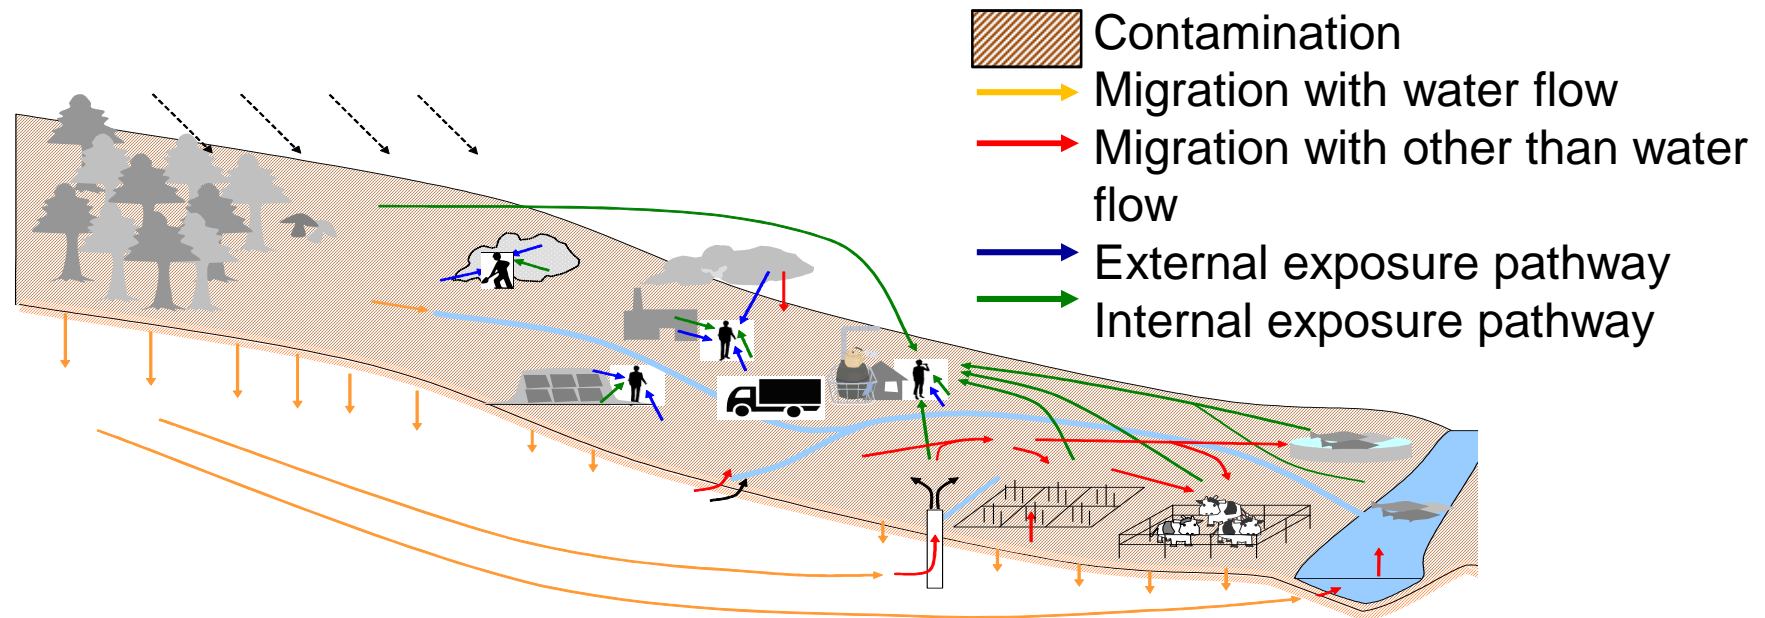 Contamination
Migration with water flow
Migration with other than water
flow
External exposure pathway
Internal exposure pathway